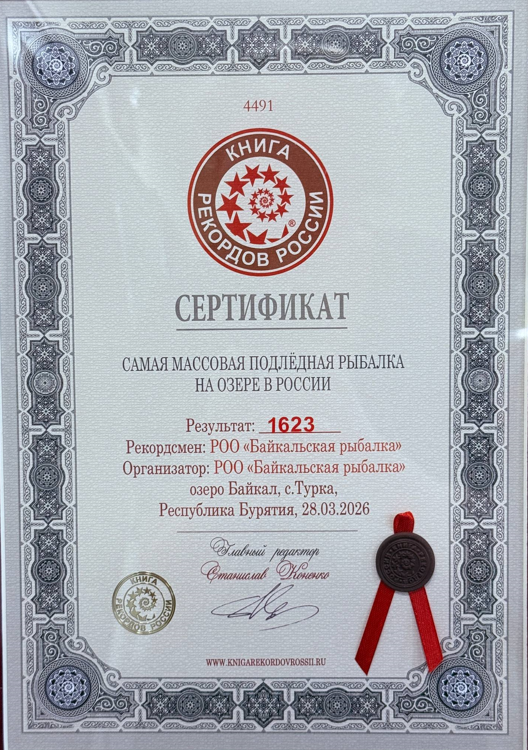 4491
КНИГА
РЕКОРДОВ РОССИИ
®
СЕРТИФИКАТ
САМАЯ МАССОВАЯ ПОДЛЁДНАЯ РЫБАЛКА
НА ОЗЕРЕ В РОССИИ
Результат: 1623
Рекордсмен: РОО «Байкальская рыбалка»
Организатор: РОО «Байкальская рыбалка»
озеро Байкал, с.Турка,
Республика Бурятия, 28.03.2026
Главный редактор
Станислав Коненко
КНИГА
РЕКОРДОВ РОССИИ
WWW.KNIGAREKORDOVROSSII.RU